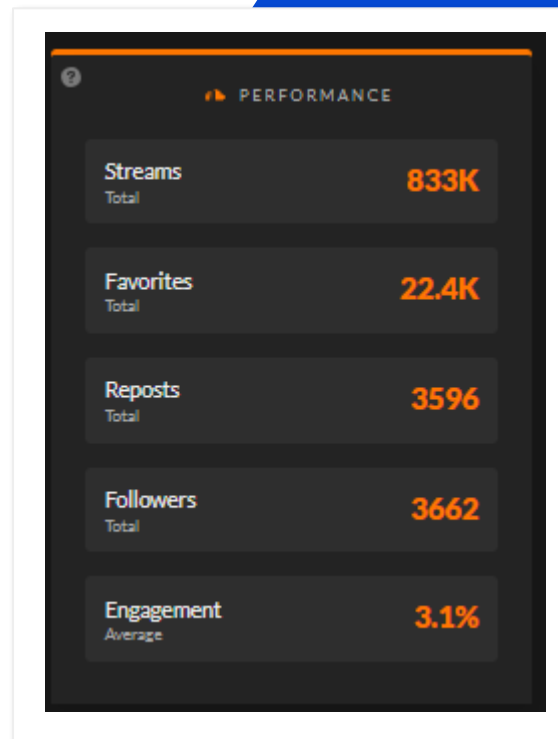 ?
PERFORMANCE
Streams
Total
833K
Favorites
Total
22.4K
Reposts
Total
3596
Followers
Total
3662
Engagement
Average
3.1%